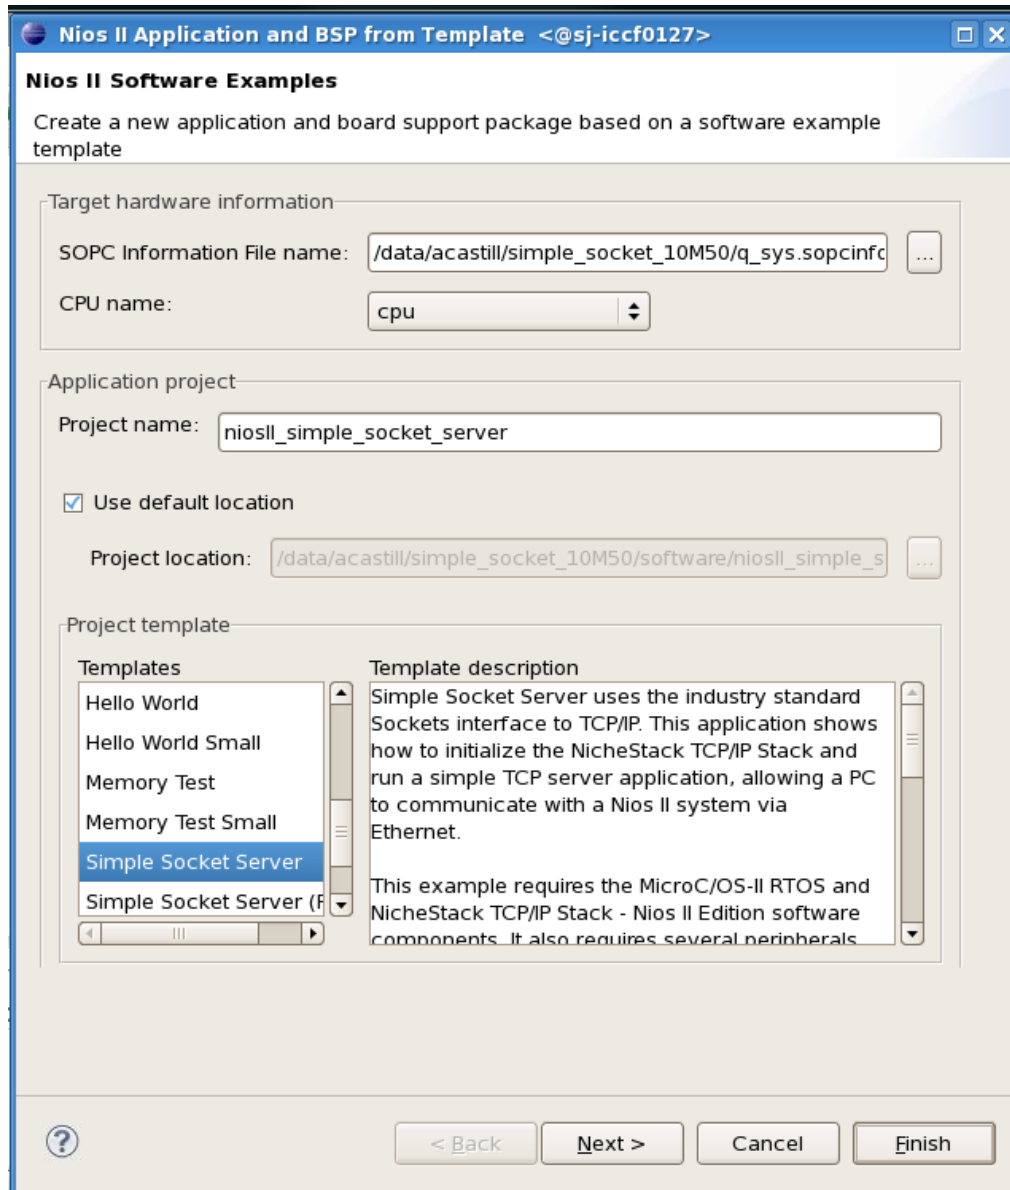 Nios II Application and BSP from Template <@sj-iccf0127>
Nios II Software Examples
Create a new application and board support package based on a software example
template
Target hardware information
SOPC Information File name: /data/acastill/simple_socket_10M50/q_sys.sopcinfo ...
CPU name: cpu
Application project
Project name: niosII_simple_socket_server
Use default location
Project location: /data/acastill/simple_socket_10M50/software/niosII_simple_s ...
Project template
Templates
Hello World
Hello World Small
Memory Test
Memory Test Small
Simple Socket Server
Simple Socket Server (R
Template description
Simple Socket Server uses the industry standard
Sockets interface to TCP/IP. This application shows
how to initialize the NicheStack TCP/IP Stack and
run a simple TCP server application, allowing a PC
to communicate with a Nios II system via
Ethernet.
This example requires the MicroC/OS-II RTOS and
NicheStack TCP/IP Stack - Nios II Edition software
components. It also requires several peripherals
?
< Back
Next >
Cancel
Finish